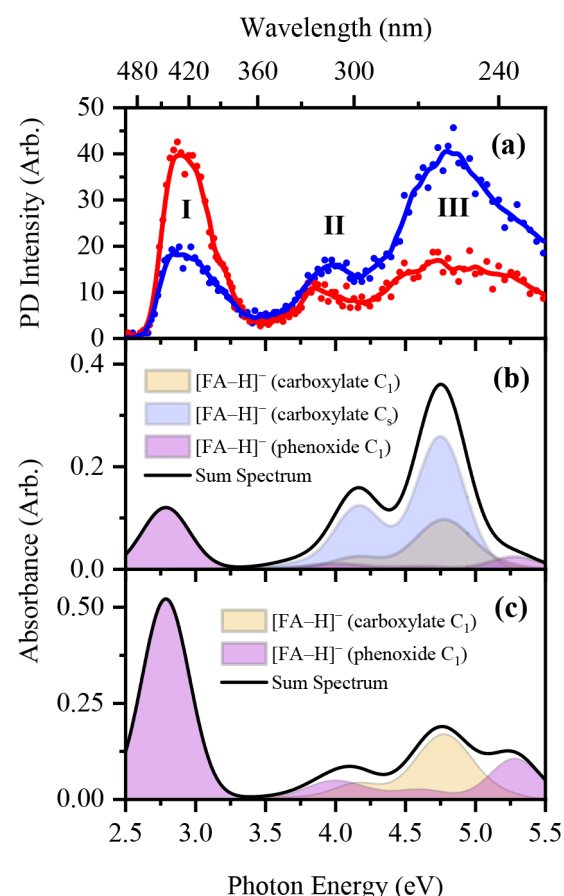 Wavelength (nm)
480 420 360 300 240
50
40
30
20
10
0
PD Intensity (Arb.)
(a)
I
II
III
0.4
0.2
0.0
(b)
[FA–H]⁻ (carboxylate C₁)
[FA–H]⁻ (carboxylate Cₛ)
[FA–H]⁻ (phenoxide C₁)
Sum Spectrum
Absorbance (Arb.)
0.50
0.25
0.00
(c)
[FA–H]⁻ (carboxylate C₁)
[FA–H]⁻ (phenoxide C₁)
Sum Spectrum
2.5 3.0 3.5 4.0 4.5 5.0 5.5
Photon Energy (eV)